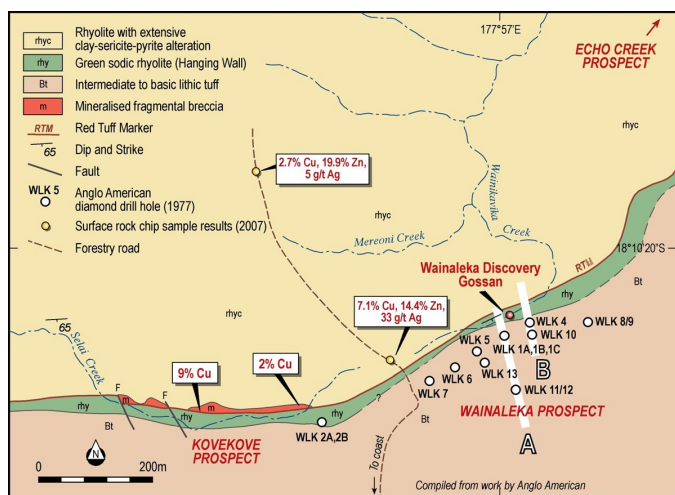 rhyc
Rhyolite with extensive
clay-sericite-pyrite alteration
rhy
Green sodic rhyolite (Hanging Wall)
Bt
Intermediate to basic lithic tuff
m
Mineralised fragmental breccia
RTM
Red Tuff Marker
65
Dip and Strike
Fault
WLK 5
Anglo American
diamond drill hole (1977)
Surface rock chip sample results (2007)
Forestry road
177°57'E
ECHO CREEK
PROSPECT
rhyc
2.7% Cu, 19.9% Zn,
5 g/t Ag
rhyc
Wainikavika
Creek
Mereoni Creek
18°10'20"S
Wainaleka Discovery
Gossan
RTM
rhy
Bt
rhyc
7.1% Cu, 14.4% Zn,
33 g/t Ag
65
Selai Creek
WLK 4
WLK 8/9
WLK 10
WLK 5
WLK 1A,1B,1C
WLK 13
WLK 6
WLK 7
B
WLK 11/12
WAINALEKA PROSPECT
A
9% Cu
2% Cu
F
m
F
m
rhy
rhy
rhy
?
Bt
Bt
WLK 2A,2B
KOVEKOVE
PROSPECT
To coast
N
0
200m
Compiled from work by Anglo American